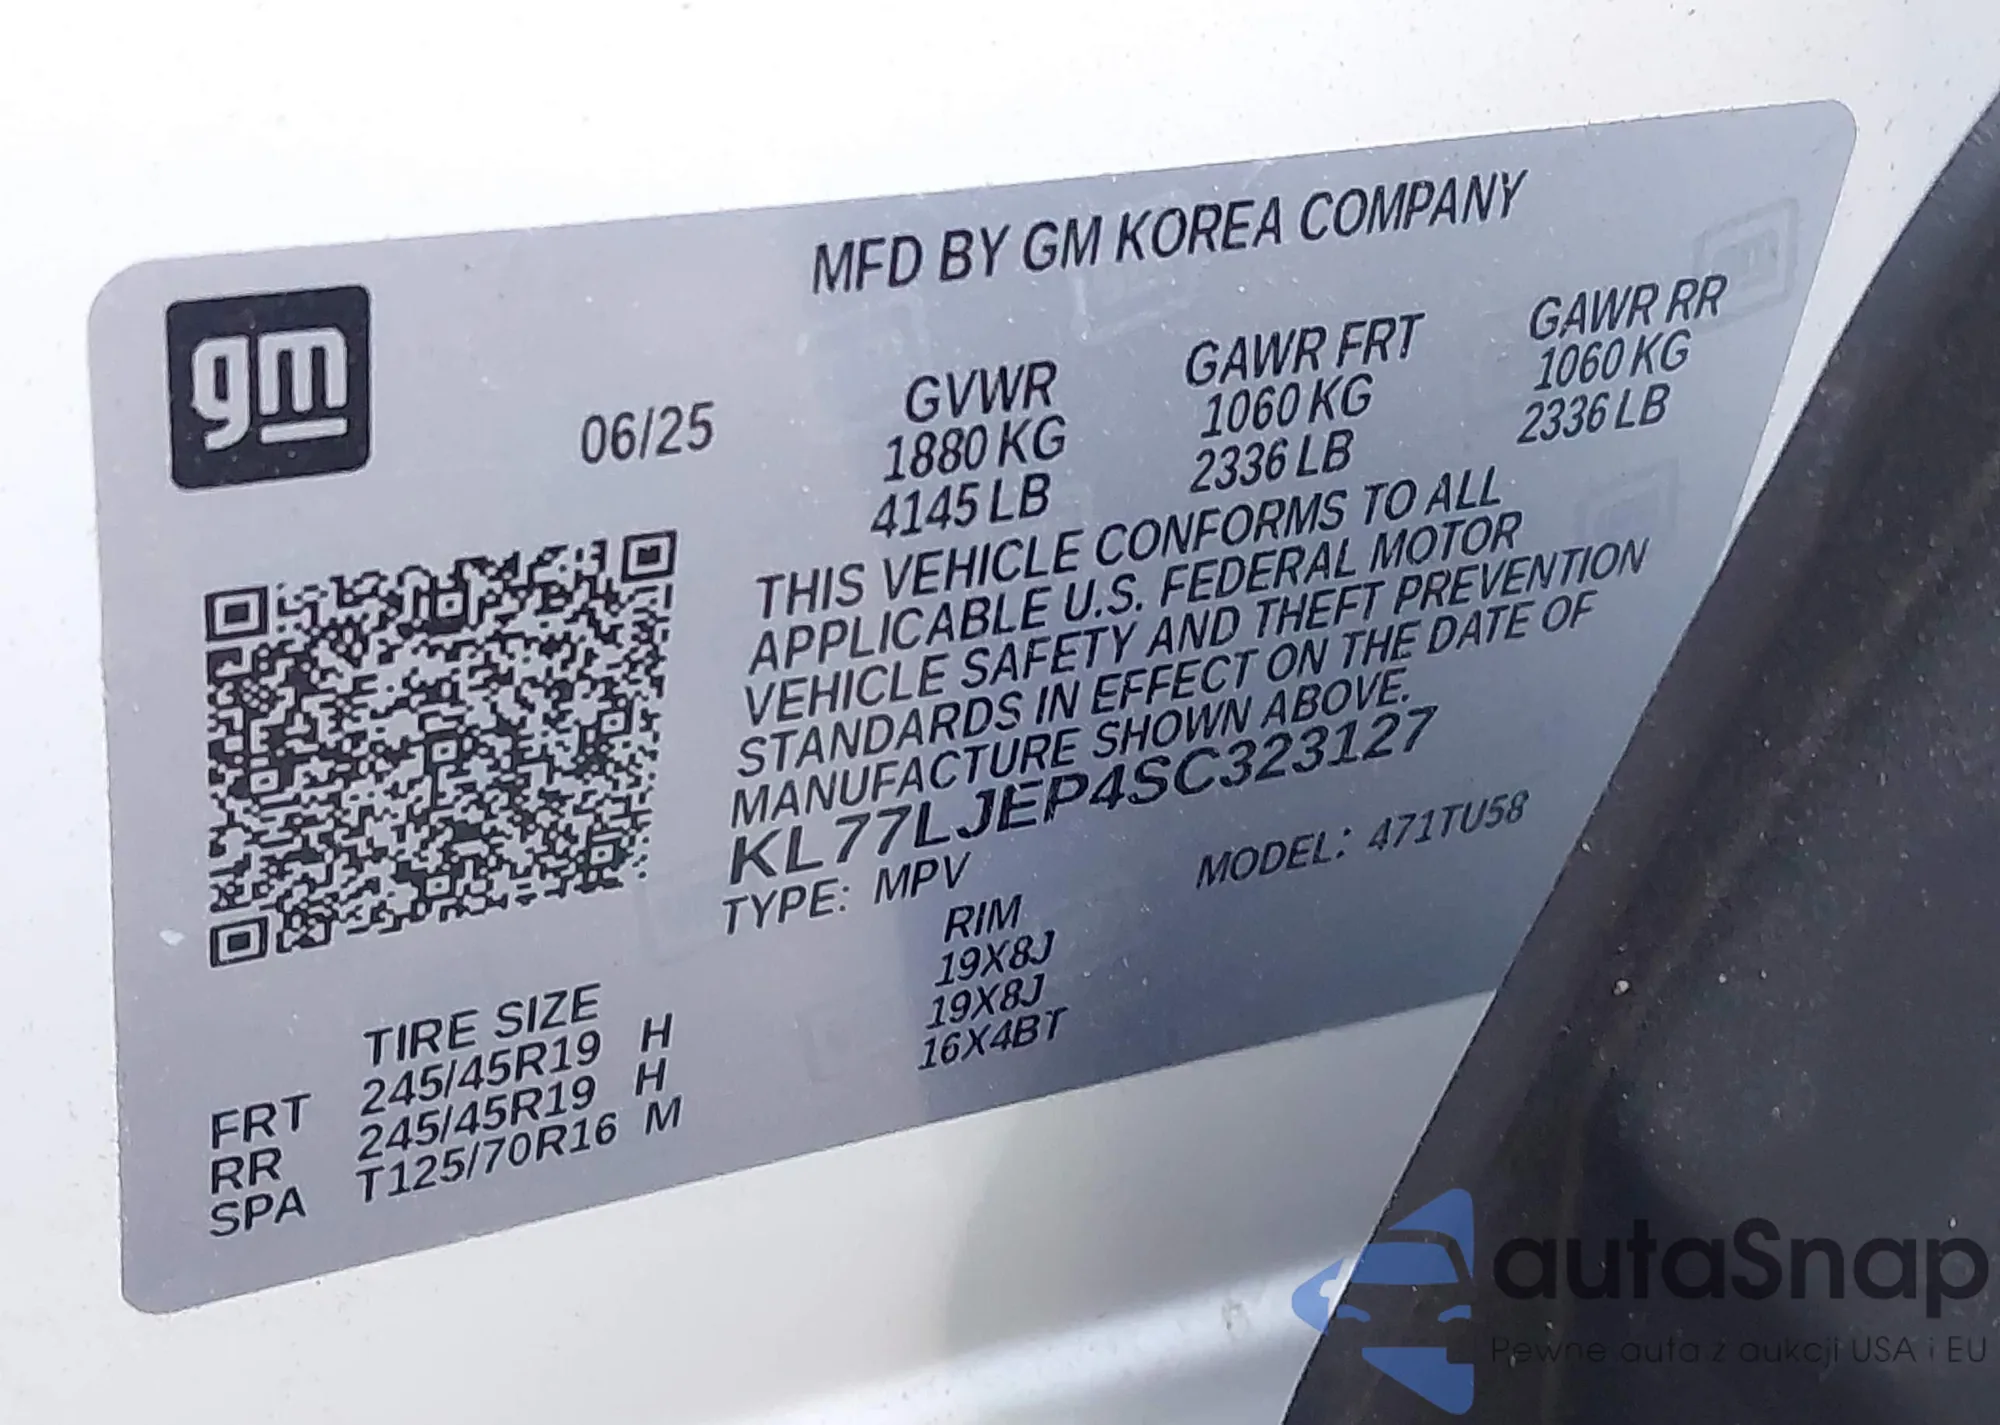 MFD BY GM KOREA COMPANY
gm
06/25
GVWR GAWR FRT GAWR RR
1880 KG 1060 KG 1060 KG
4145 LB 2336 LB 2336 LB
THIS VEHICLE CONFORMS TO ALL
APPLICABLE U.S. FEDERAL MOTOR
VEHICLE SAFETY AND THEFT PREVENTION
STANDARDS IN EFFECT ON THE DATE OF
MANUFACTURE SHOWN ABOVE.
KL77LJEP4SC323127
TYPE: MPV MODEL: 471TU58
TIRE SIZE RIM
FRT 245/45R19 H 19X8J
RR 245/45R19 H 19X8J
SPA T125/70R16 M 16X4BT
autaSnap
Pewne auta z aukcji USA i EU